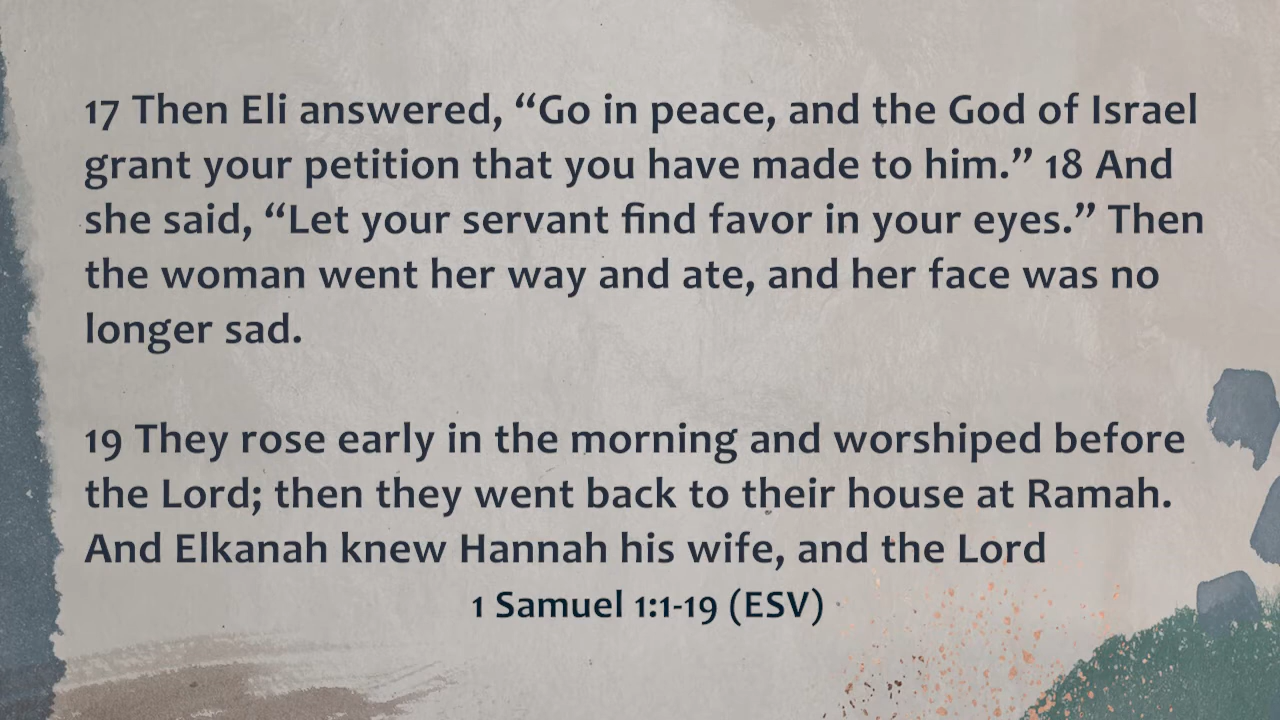 17 Then Eli answered, “Go in peace, and the God of Israel
grant your petition that you have made to him.” 18 And
she said, “Let your servant find favor in your eyes.” Then
the woman went her way and ate, and her face was no
longer sad.
19 They rose early in the morning and worshiped before
the Lord; then they went back to their house at Ramah.
And Elkanah knew Hannah his wife, and the Lord
1 Samuel 1:1-19 (ESV)